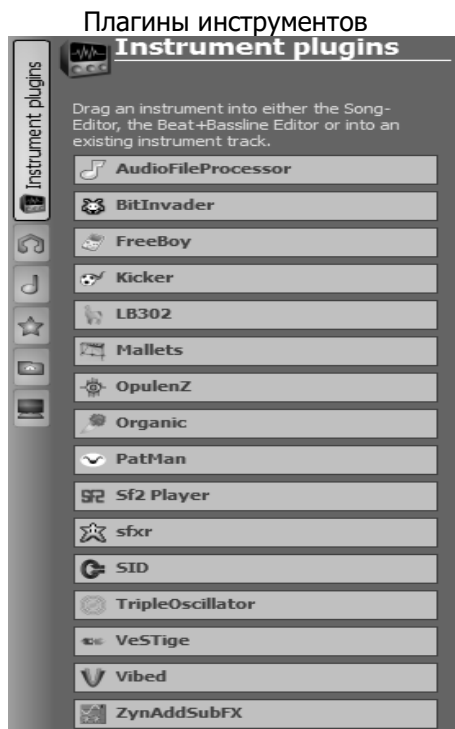 Плагины инструментов
Instrument plugins
Instrument plugins
Drag an instrument into either the Song-
Editor, the Beat+Bassline Editor or into an
existing instrument track.
AudioFileProcessor
BitInvader
FreeBoy
Kicker
LB302
Mallets
OpulenZ
Organic
PatMan
SF2 Sf2 Player
sfxr
SID
TripleOscillator
VeSTige
Vibed
ZynAddSubFX